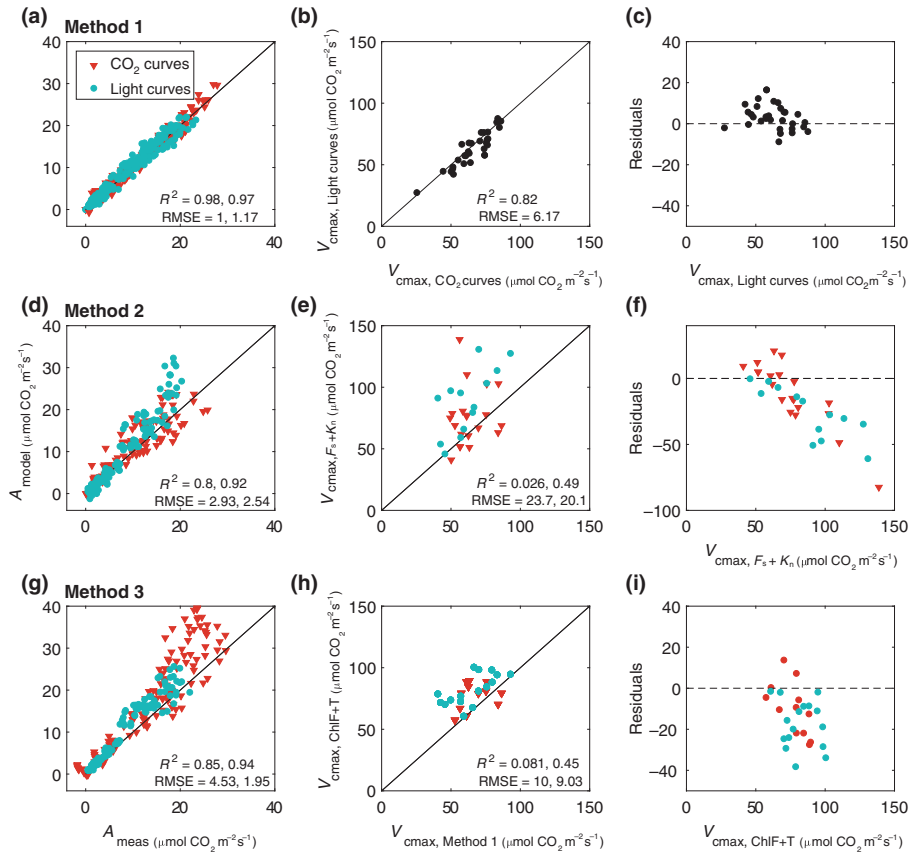 (a)
Method 1
CO2 curves
Light curves
40
30
20
10
0
0
20
40
R2 = 0.98, 0.97
RMSE = 1, 1.17
(b)
Vcmax, Light curves (μmol CO2 m−2s−1)
150
100
50
0
0
50
100
150
R2 = 0.82
RMSE = 6.17
Vcmax, CO2 curves (μmol CO2 m−2s−1)
(c)
Residuals
40
20
0
−20
−40
0
50
100
150
Vcmax, Light curves (μmol CO2m−2s−1)
(d)
Method 2
Amodel (μmol CO2 m−2s−1)
40
30
20
10
0
0
20
40
R2 = 0.8, 0.92
RMSE = 2.93, 2.54
(e)
Vcmax,Fs+Kn (μmol CO2 m−2s−1)
150
100
50
0
0
50
100
150
R2 = 0.026, 0.49
RMSE = 23.7, 20.1
(f)
Residuals
0
−50
−100
0
50
100
150
Vcmax, Fs + Kn (μmol CO2 m−2s−1)
(g)
Method 3
40
30
20
10
0
0
20
40
R2 = 0.85, 0.94
RMSE = 4.53, 1.95
Ameas (μmol CO2 m−2s−1)
(h)
Vcmax, ChlF+T (μmol CO2 m−2s−1)
150
100
50
0
0
50
100
150
R2 = 0.081, 0.45
RMSE = 10, 9.03
Vcmax, Method 1 (μmol CO2 m−2s−1)
(i)
Residuals
40
20
0
−20
−40
0
50
100
150
Vcmax, ChlF+T (μmol CO2 m−2s−1)